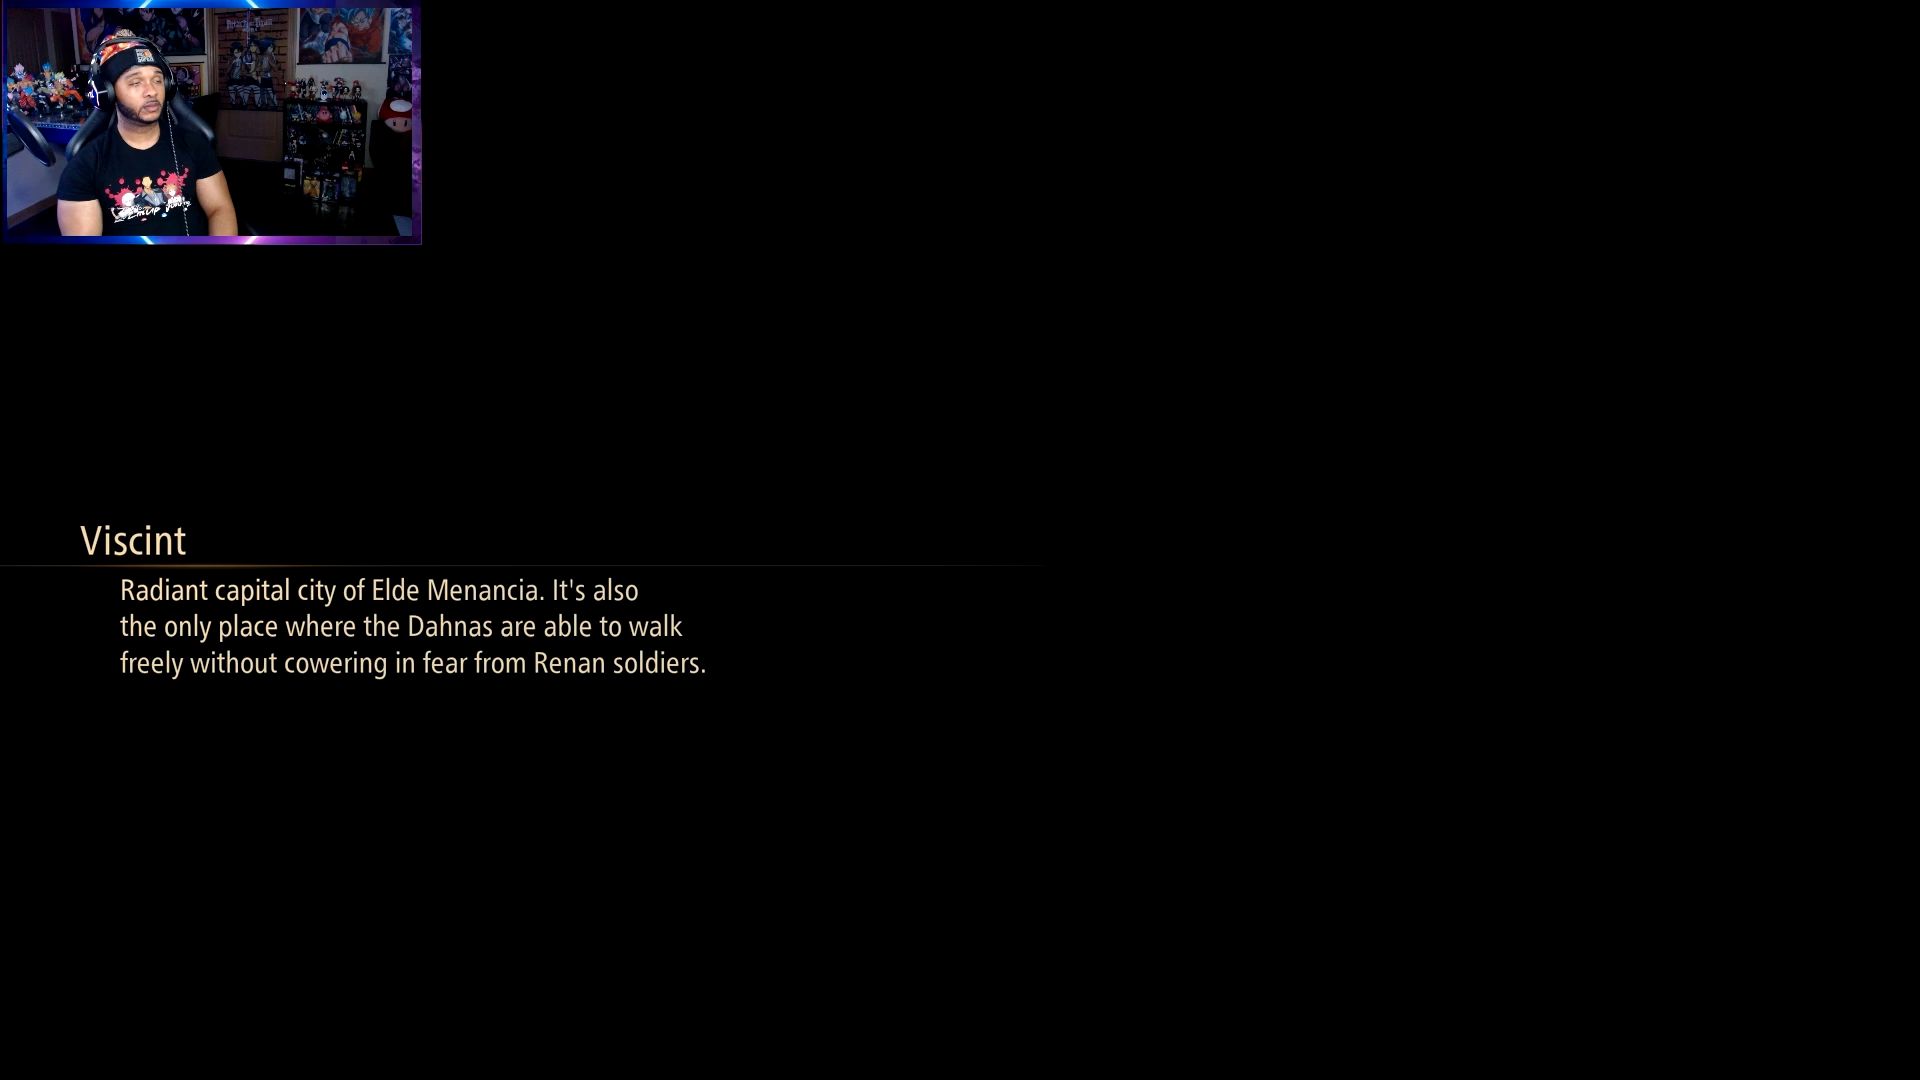 Viscint
Radiant capital city of Elde Menancia. It's also
the only place where the Dahnas are able to walk
freely without cowering in fear from Renan soldiers.